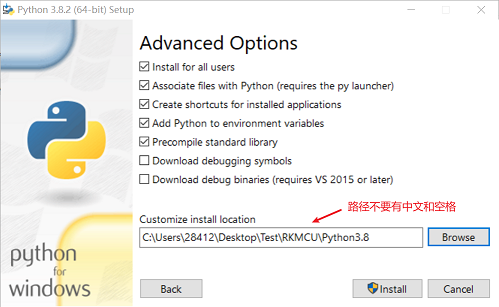 Python 3.8.2 (64-bit) Setup
Advanced Options
Install for all users
Associate files with Python (requires the py launcher)
Create shortcuts for installed applications
Add Python to environment variables
Precompile standard library
Download debugging symbols
Download debug binaries (requires VS 2015 or later)
路径不要有中文和空格
Customize install location
C:\Users\28412\Desktop\Test\RKMCU\Python3.8
Browse
python
for
windows
Back
Install
Cancel